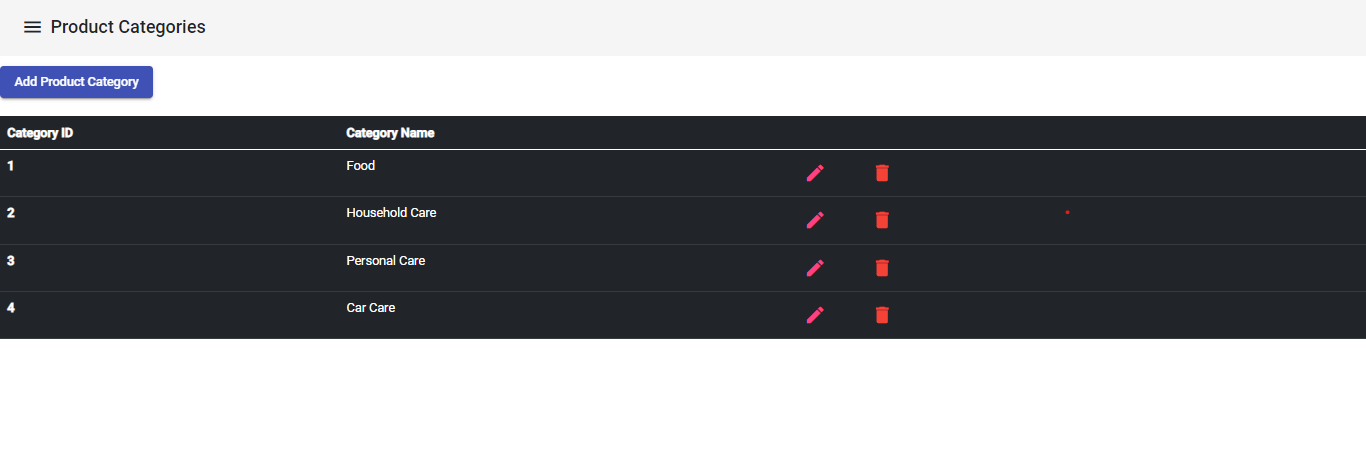 Product Categories
Add Product Category
Category ID Category Name
1 Food
2 Household Care
3 Personal Care
4 Car Care